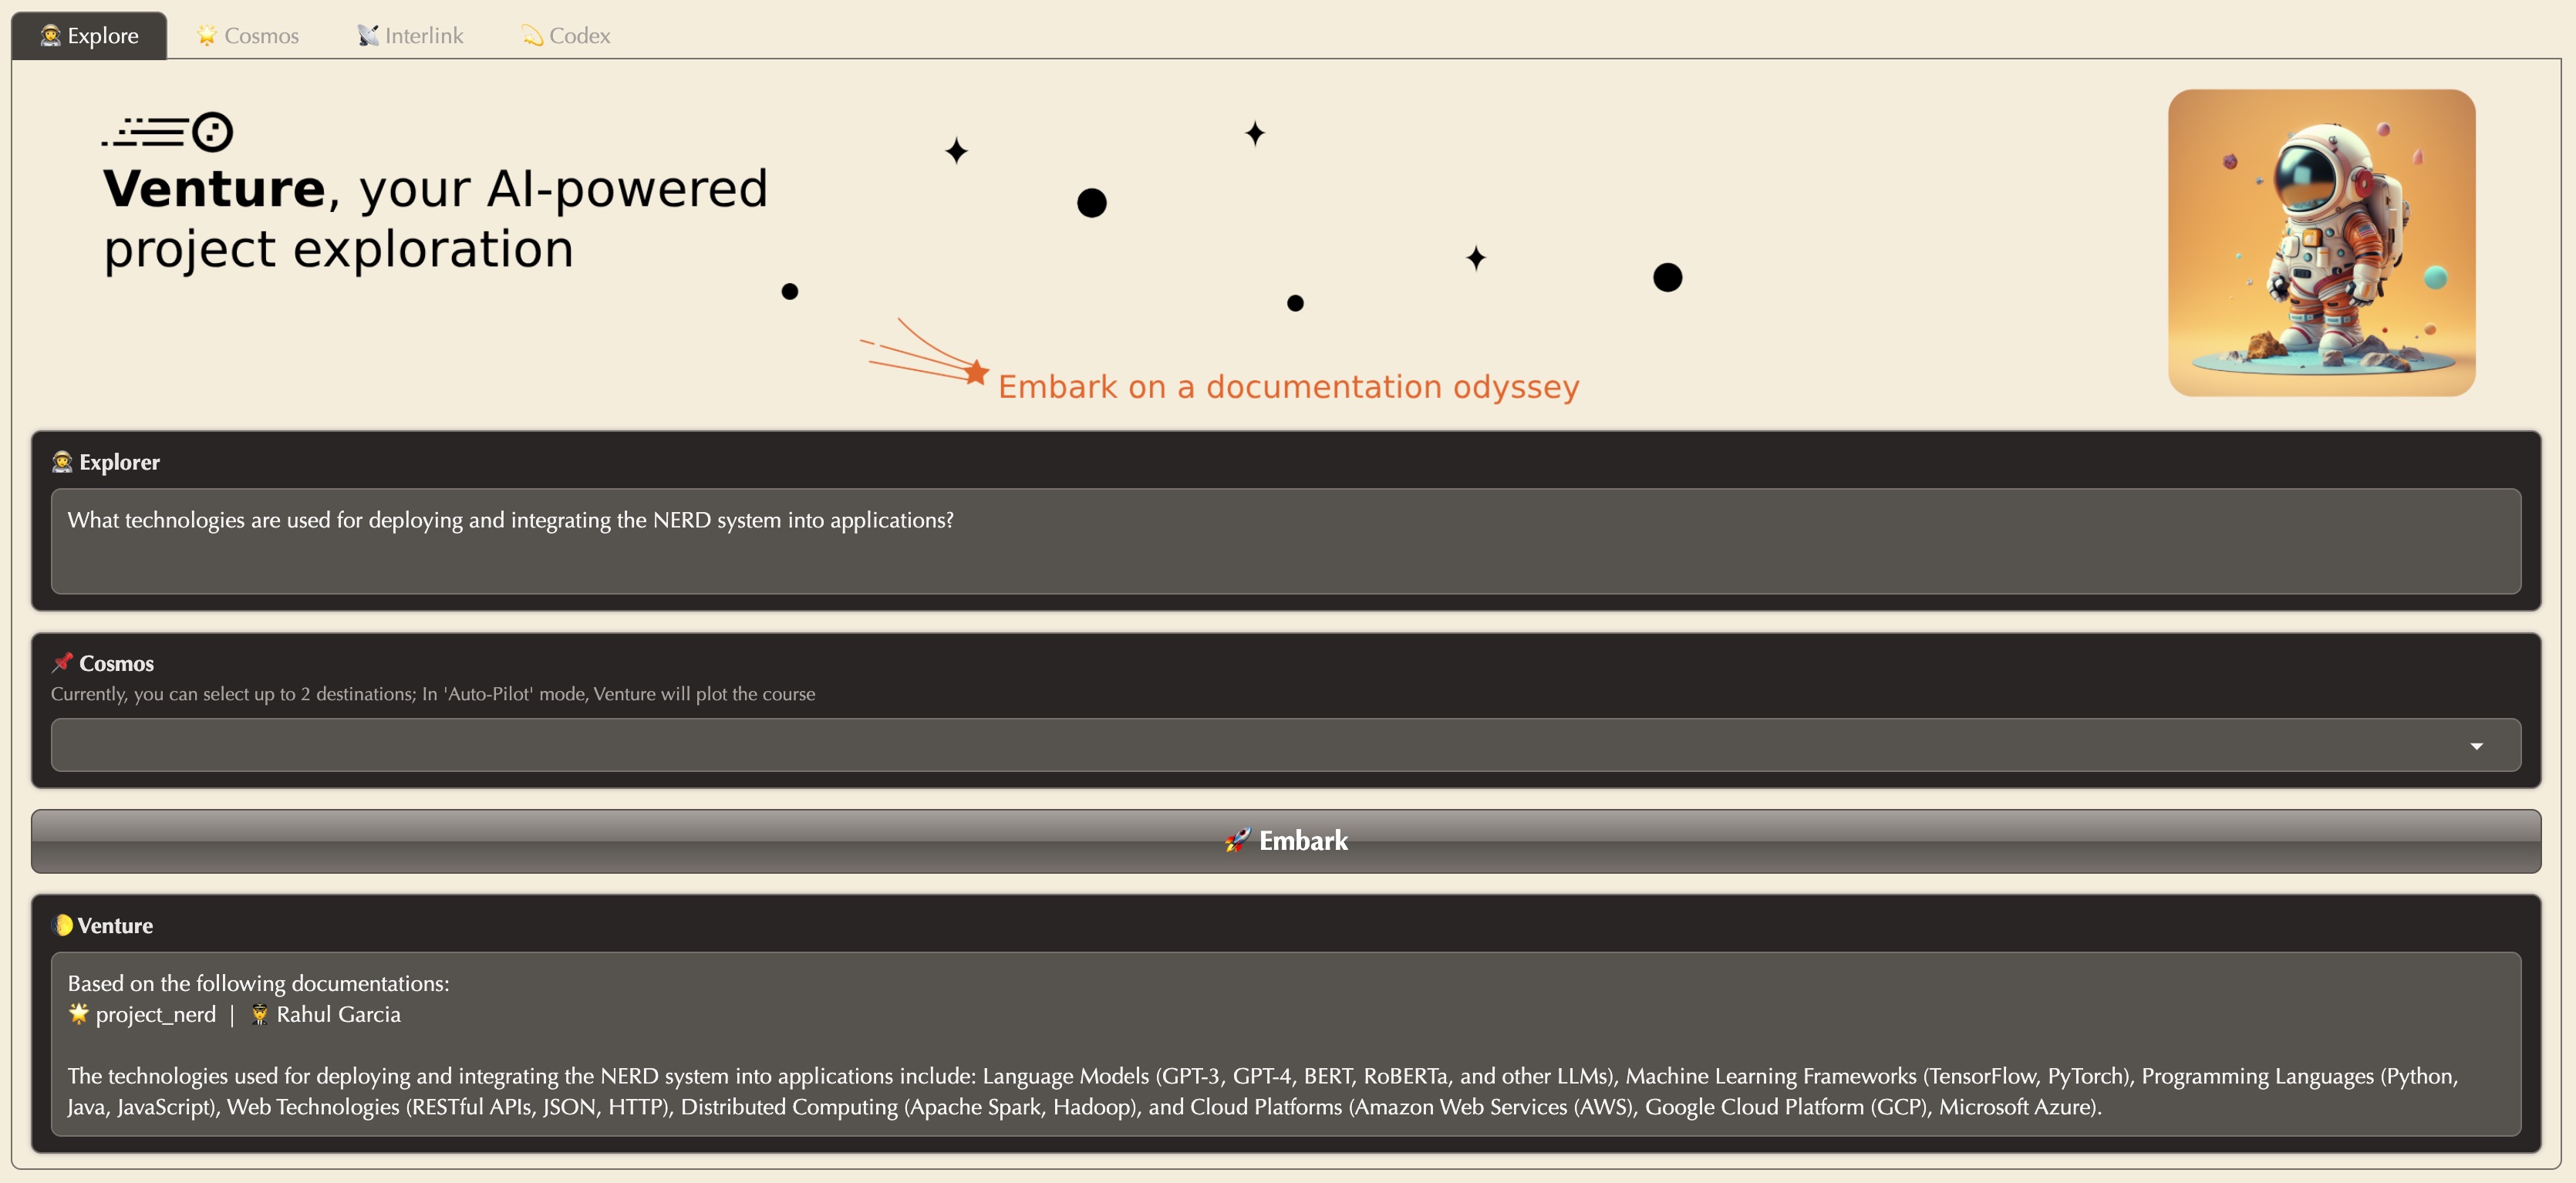 🧑‍🚀 Explore
🌟 Cosmos
📡 Interlink
💫 Codex
Venture, your AI-powered
project exploration
Embark on a documentation odyssey
🧑‍🚀 Explorer
What technologies are used for deploying and integrating the NERD system into applications?
📌 Cosmos
Currently, you can select up to 2 destinations; In 'Auto-Pilot' mode, Venture will plot the course
🚀 Embark
🌔 Venture
Based on the following documentations:
🌟 project_nerd | 🧑‍✈️ Rahul Garcia
The technologies used for deploying and integrating the NERD system into applications include: Language Models (GPT-3, GPT-4, BERT, RoBERTa, and other LLMs), Machine Learning Frameworks (TensorFlow, PyTorch), Programming Languages (Python,
Java, JavaScript), Web Technologies (RESTful APIs, JSON, HTTP), Distributed Computing (Apache Spark, Hadoop), and Cloud Platforms (Amazon Web Services (AWS), Google Cloud Platform (GCP), Microsoft Azure).